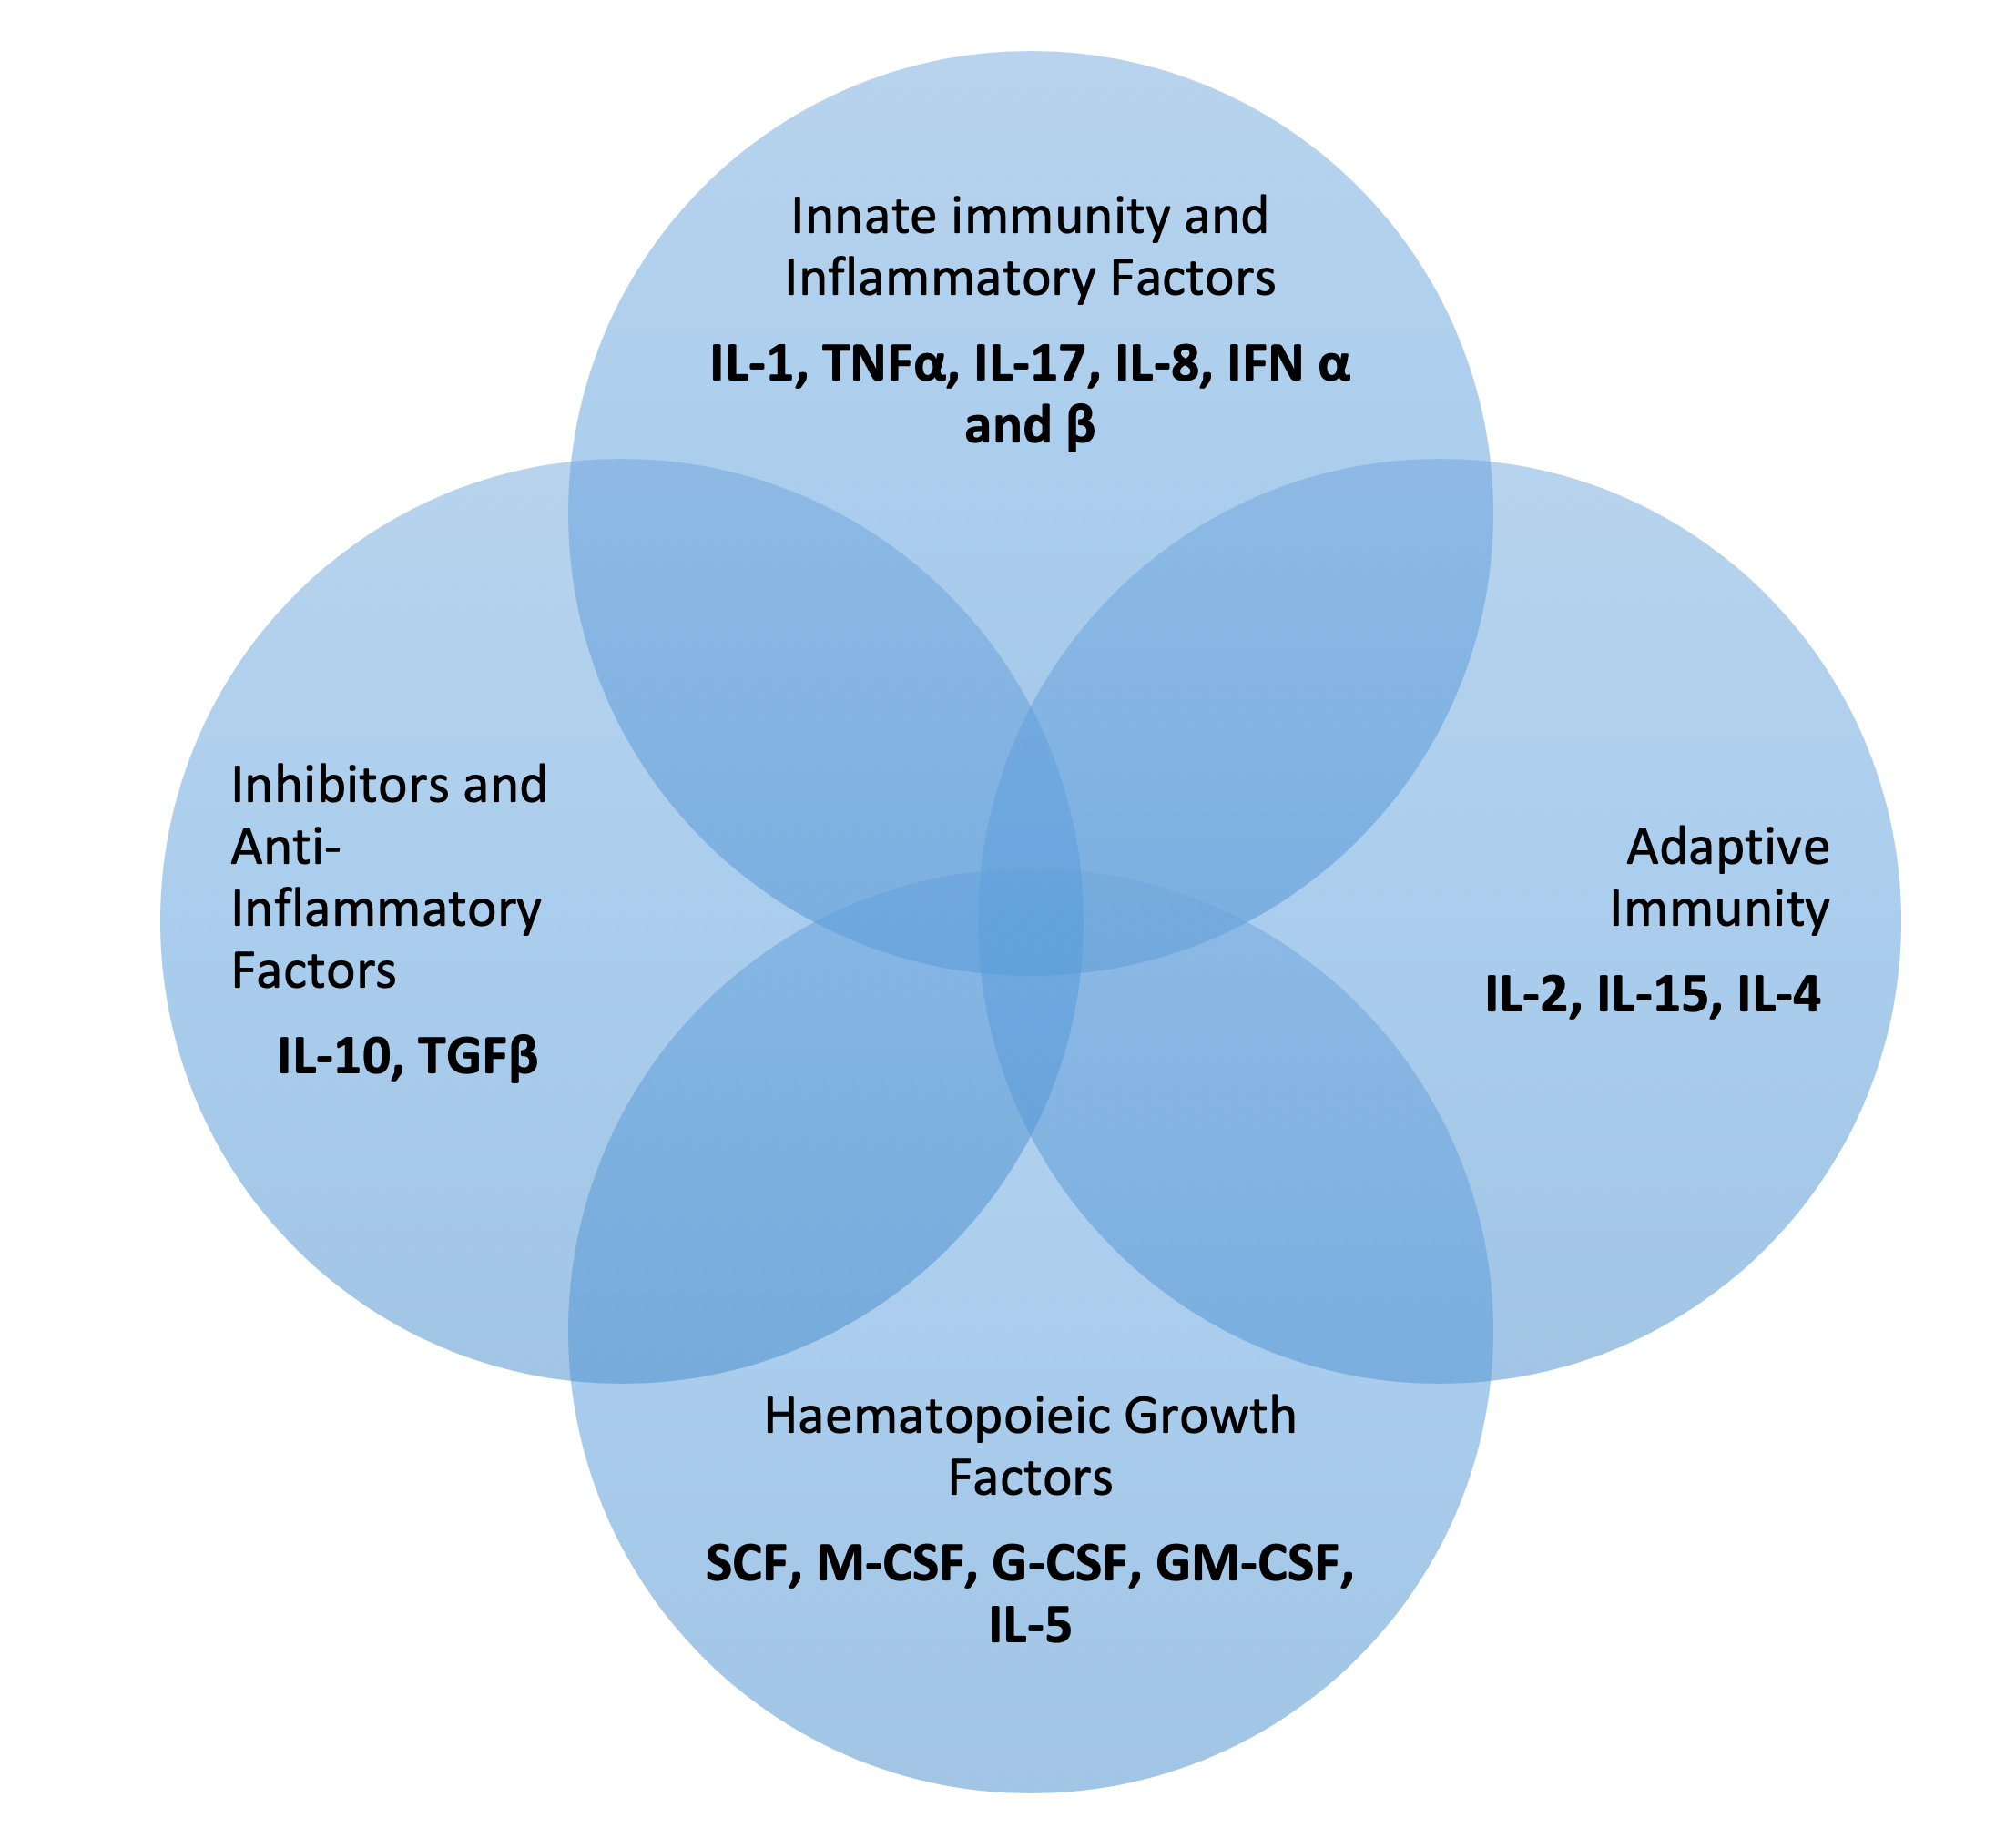 Innate immunity and
Inflammatory Factors
IL-1, TNFα, IL-17, IL-8, IFN α
and β
Inhibitors and
Anti-
Inflammatory
Factors
IL-10, TGFβ
Adaptive
Immunity
IL-2, IL-15, IL-4
Haematopoieic Growth
Factors
SCF, M-CSF, G-CSF, GM-CSF,
IL-5